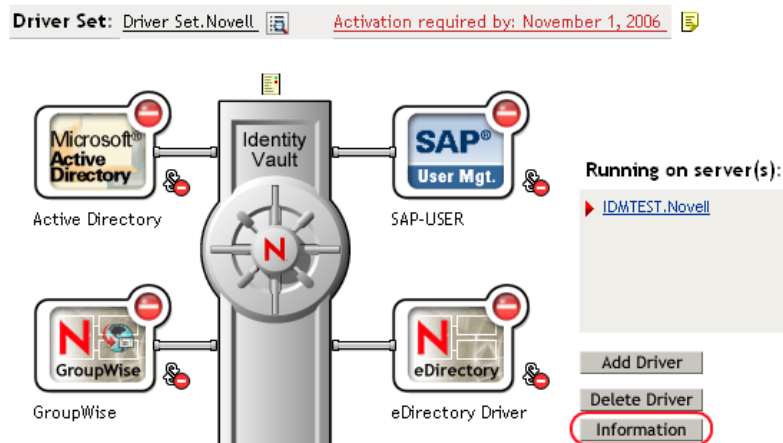 Driver Set: Driver Set.Novell Activation required by: November 1, 2006
Microsoft®
Active
Directory
Active Directory
Identity
Vault
N
SAP®
User Mgt.
SAP-USER
Running on server(s):
IDMTEST.Novell
N
GroupWise
GroupWise
N
eDirectory
eDirectory Driver
Add Driver
Delete Driver
Information